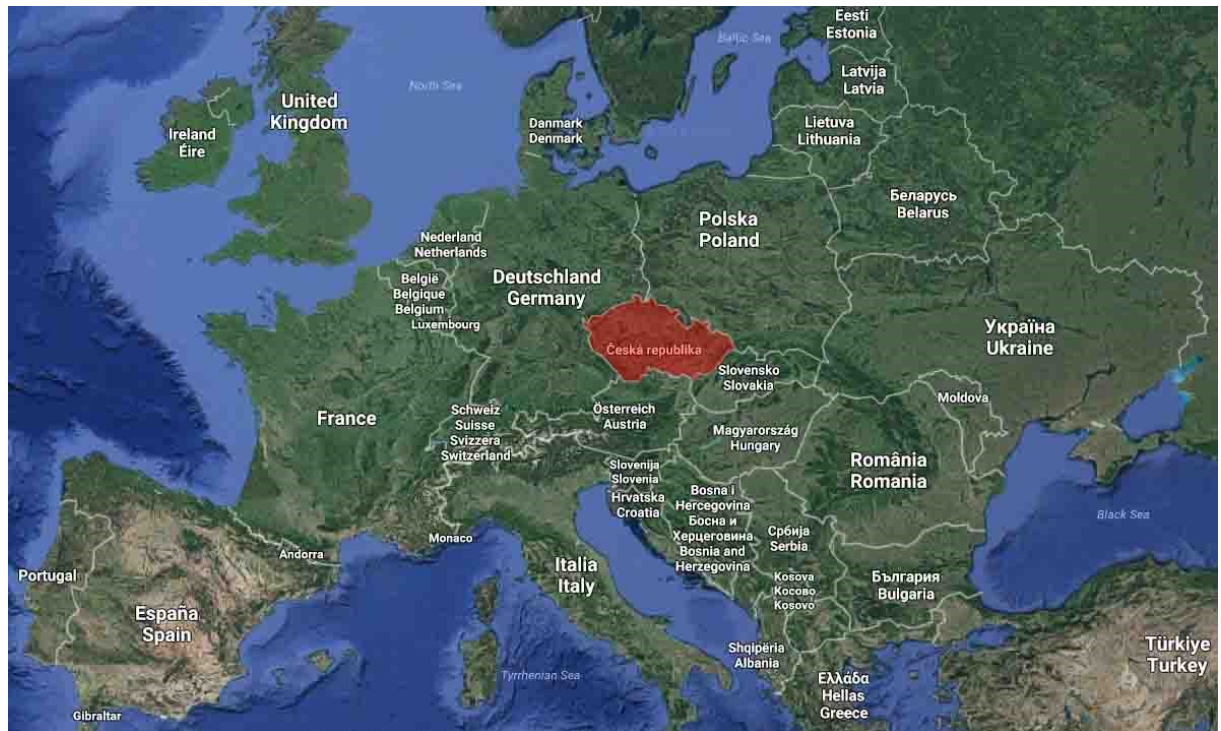 Eesti
Estonia
Baltic Sea
Latvija
Latvia
North Sea
United
Kingdom
Ireland
Éire
Danmark
Denmark
Lietuva
Lithuania
Беларусь
Belarus
Polska
Poland
Nederland
Netherlands
België
Belgique
Belgium
Luxembourg
Deutschland
Germany
Україна
Ukraine
Česká republika
Slovensko
Slovakia
Moldova
France
Schweiz
Suisse
Svizzera
Switzerland
Österreich
Austria
Magyarország
Hungary
România
Romania
Slovenija
Slovenia
Hrvatska
Croatia
Bosna i
Hercegovina
Босна и
Херцеговина
Bosnia and
Herzegovina
Србија
Serbia
Black Sea
Monaco
Andorra
Portugal
España
Spain
Italia
Italy
Kosova
Косово
Kosovo
България
Bulgaria
Shqipëria
Albania
Türkiye
Turkey
Tyrrhenian Sea
Ελλάδα
Hellas
Greece
Gibraltar